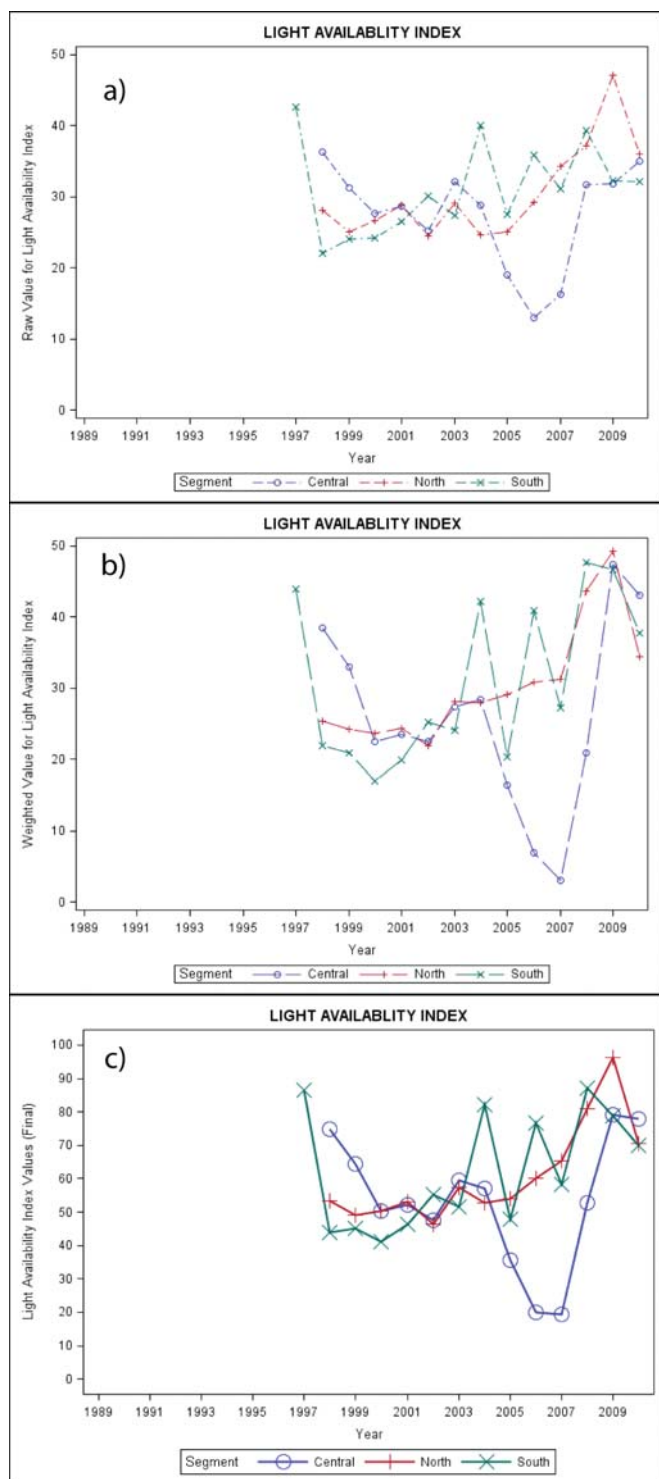 LIGHT AVAILABLITY INDEX
a)
Raw Value for Light Availability Index
50
40
30
20
10
0
1989 1991 1993 1995 1997 1999 2001 2003 2005 2007 2009
Year
Segment Central North South
LIGHT AVAILABLITY INDEX
b)
Weighted Value for Light Availability Index
50
40
30
20
10
0
1989 1991 1993 1995 1997 1999 2001 2003 2005 2007 2009
Year
Segment Central North South
LIGHT AVAILABLITY INDEX
c)
Light Availability Index Values (Final)
100
90
80
70
60
50
40
30
20
10
0
1989 1991 1993 1995 1997 1999 2001 2003 2005 2007 2009
Year
Segment Central North South